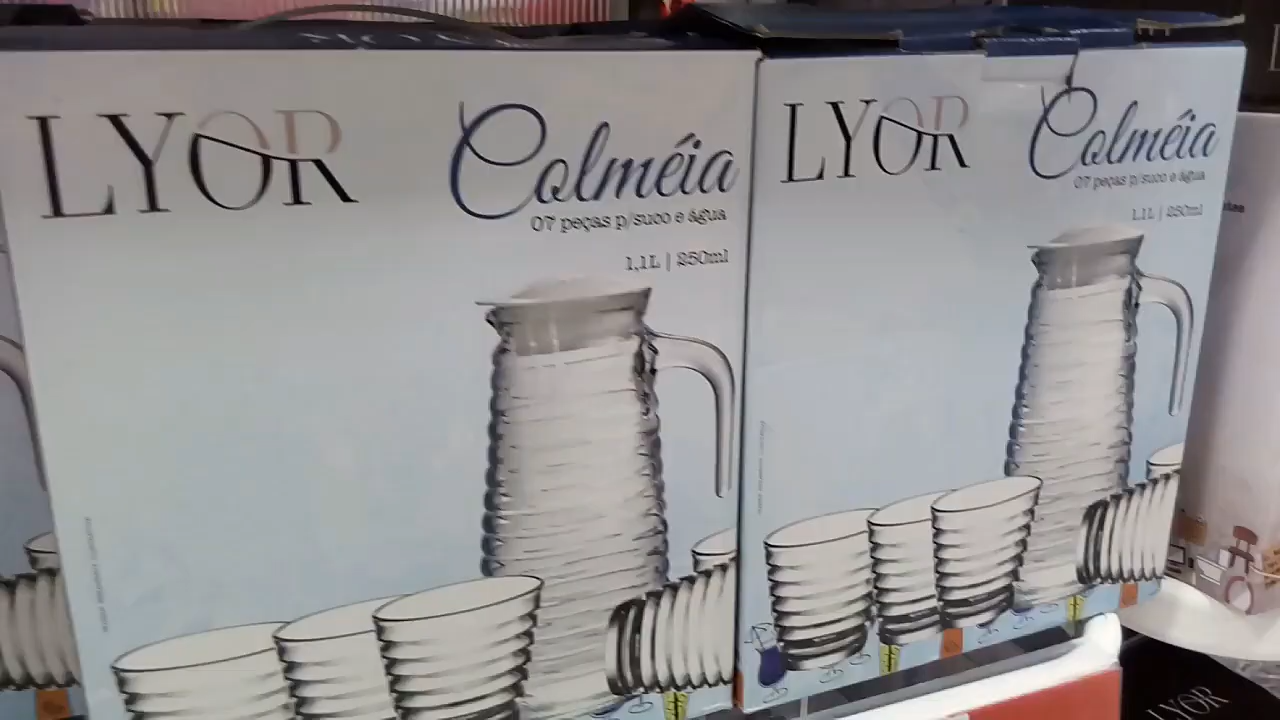 LYOR
Colméia
07 peças p/suco e água
1,1L | 250ml
LYOR
Colméia
07 peças p/suco e água
1,1L | 250ml
LYOR